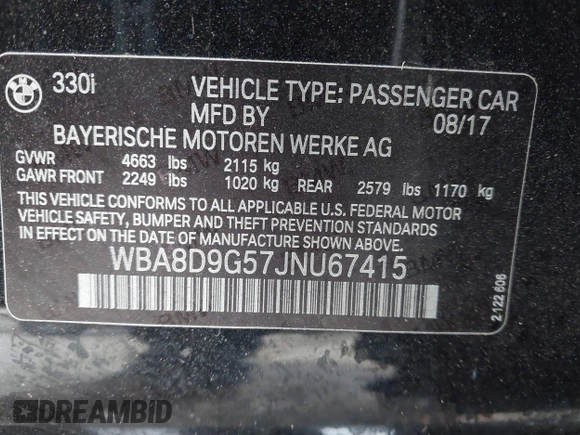 330i
VEHICLE TYPE: PASSENGER CAR
MFD BY 08/17
BAYERISCHE MOTOREN WERKE AG
GVWR 4663 lbs 2115 kg
GAWR FRONT 2249 lbs 1020 kg REAR 2579 lbs 1170 kg
THIS VEHICLE CONFORMS TO ALL APPLICABLE U.S. FEDERAL MOTOR
VEHICLE SAFETY, BUMPER AND THEFT PREVENTION STANDARDS
IN EFFECT ON THE DATE OF MANUFACTURE SHOWN ABOVE.
WBA8D9G57JNU67415
2 122 606
DREAMBID